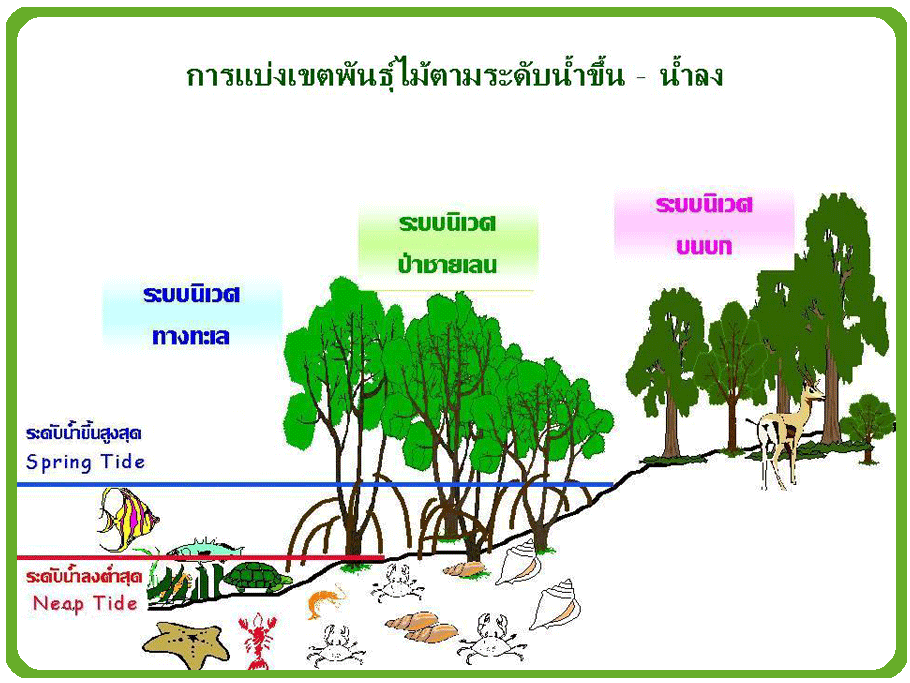 การแบ่งเขตพันธุ์ไม้ตามระดับน้ำขึ้น - น้ำลง
ระบบนิเวศ
บนบก
ระบบนิเวศ
ป่าชายเลน
ระบบนิเวศ
ทางทะเล
ระดับน้ำขึ้นสูงสุด
Spring Tide
ระดับน้ำลงต่ำสุด
Neap Tide